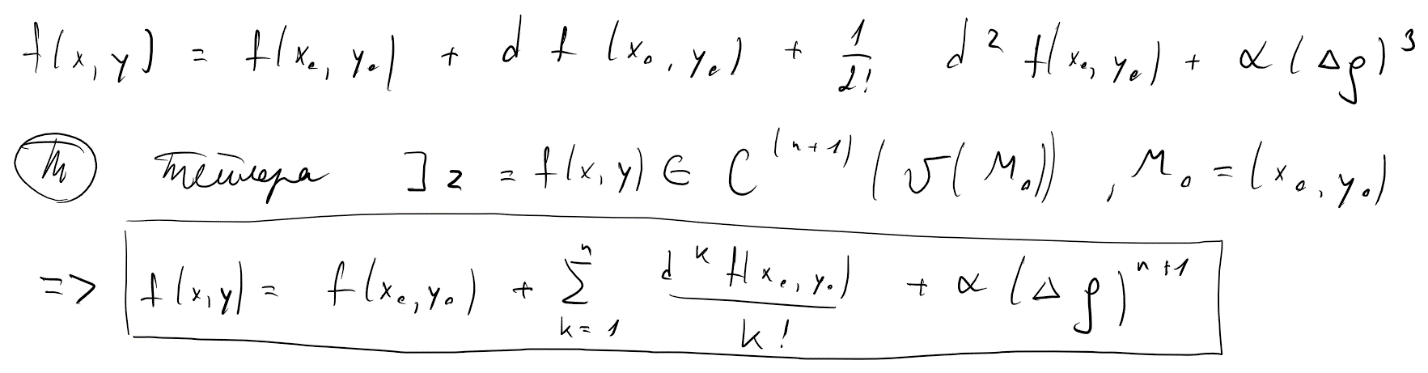 f(x, y) = f(x₀, y₀) + d f (x₀, y₀) + 1/2! d² f(x₀, y₀) + α (Δρ)³
Т Тейлора ] z = f(x, y) ∈ C⁽ⁿ⁺¹⁾ (U(M₀)), M₀ = (x₀, y₀)
=> f(x, y) = f(x₀, y₀) + ∑ₖ₌₁ⁿ dᵏ f(x₀, y₀)/k! + α (Δρ)ⁿ⁺¹